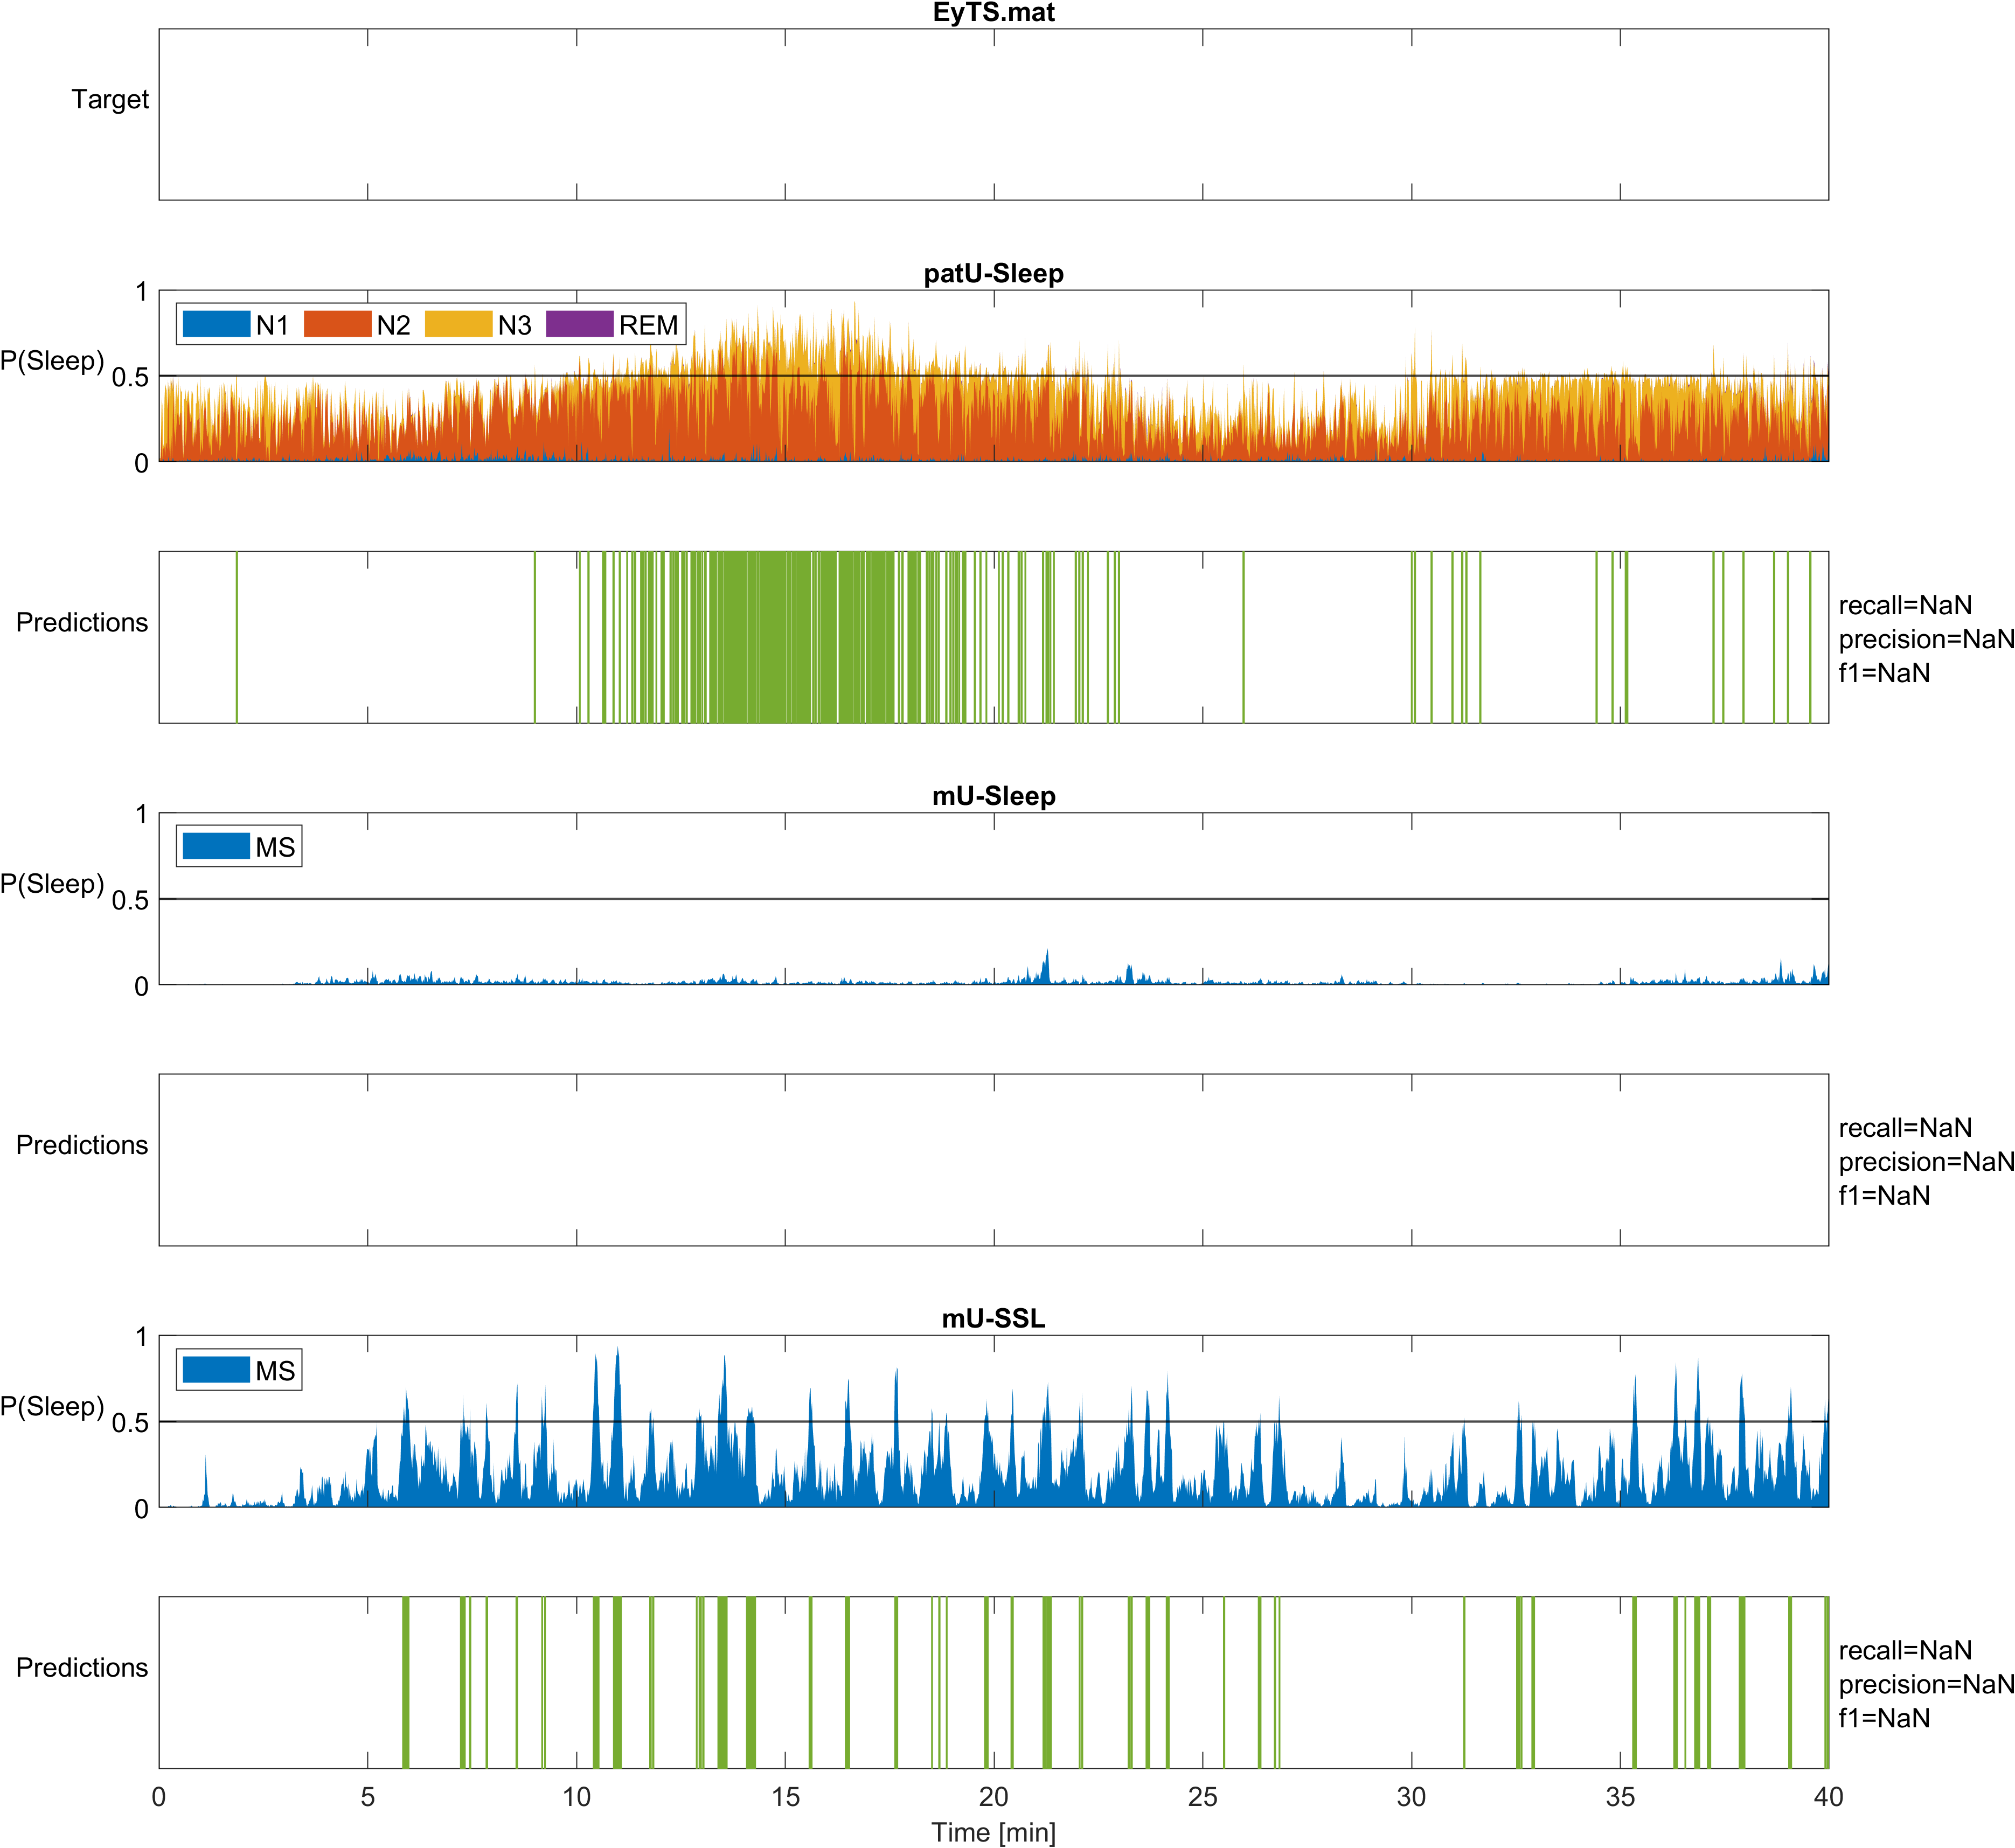 EyTS.mat
Target
patU-Sleep
1
N1 N2 N3 REM
P(Sleep)
0.5
0
Predictions
recall=NaN
precision=NaN
f1=NaN
mU-Sleep
1
MS
P(Sleep)
0.5
0
Predictions
recall=NaN
precision=NaN
f1=NaN
mU-SSL
1
MS
P(Sleep)
0.5
0
Predictions
recall=NaN
precision=NaN
f1=NaN
0 5 10 15 20 25 30 35 40
Time [min]